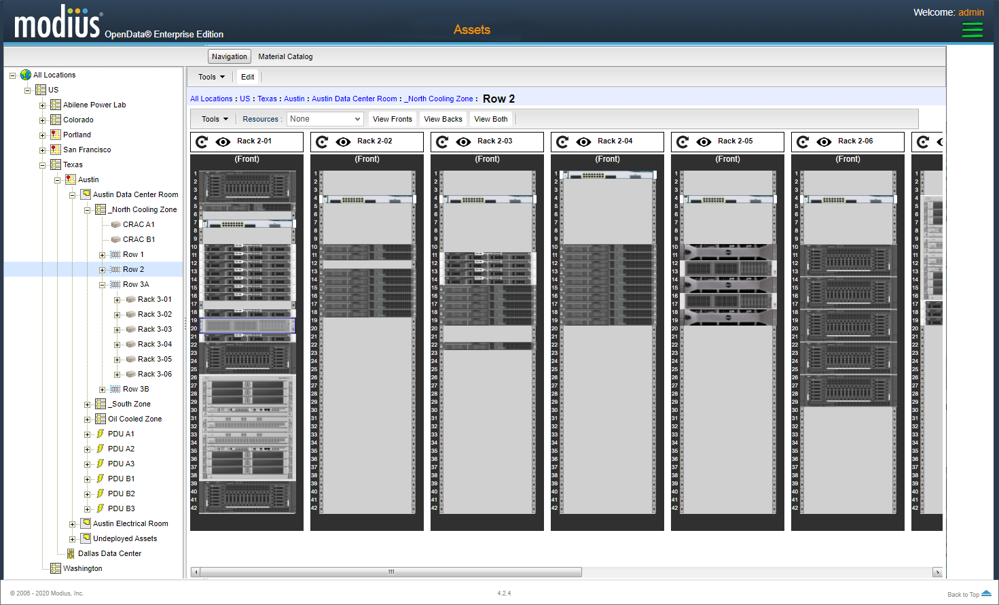 modius® OpenData® Enterprise Edition
Assets
Welcome: admin
Navigation Material Catalog
All Locations
US
Abilene Power Lab
Colorado
Portland
San Francisco
Texas
Austin
Austin Data Center Room
_North Cooling Zone
CRAC A1
CRAC B1
Row 1
Row 2
Row 3A
Rack 3-01
Rack 3-02
Rack 3-03
Rack 3-04
Rack 3-05
Rack 3-06
Row 3B
_South Zone
Oil Cooled Zone
PDU A1
PDU A2
PDU A3
PDU B1
PDU B2
PDU B3
Austin Electrical Room
Undeployed Assets
Dallas Data Center
Washington
Tools Edit
All Locations : US : Texas : Austin : Austin Data Center Room : _North Cooling Zone : Row 2
Tools Resources : None View Fronts View Backs View Both
Rack 2-01 Rack 2-02 Rack 2-03 Rack 2-04 Rack 2-05 Rack 2-06
(Front) (Front) (Front) (Front) (Front) (Front)
1 1 1 1 1 1
2 2 2 2 2 2
3 3 3 3 3 3
4 4 4 4 4 4
5 5 5 5 5 5
6 6 6 6 6 6
7 7 7 7 7 7
8 8 8 8 8 8
9 9 9 9 9 9
10 10 10 10 10 10
11 11 11 11 11 11
12 12 12 12 12 12
13 13 13 13 13 13
14 14 14 14 14 14
15 15 15 15 15 15
16 16 16 16 16 16
17 17 17 17 17 17
18 18 18 18 18 18
19 19 19 19 19 19
20 20 20 20 20 20
21 21 21 21 21 21
22 22 22 22 22 22
23 23 23 23 23 23
24 24 24 24 24 24
25 25 25 25 25 25
26 26 26 26 26 26
27 27 27 27 27 27
28 28 28 28 28 28
29 29 29 29 29 29
30 30 30 30 30 30
31 31 31 31 31 31
32 32 32 32 32 32
33 33 33 33 33 33
34 34 34 34 34 34
35 35 35 35 35 35
36 36 36 36 36 36
37 37 37 37 37 37
38 38 38 38 38 38
39 39 39 39 39 39
40 40 40 40 40 40
41 41 41 41 41 41
42 42 42 42 42 42
1
2
3
4
5
6
7
8
9
10
11
12
13
14
15
16
17
18
19
20
21
22
23
24
25
26
27
28
29
30
31
32
33
34
35
36
37
38
39
40
41
42
© 2006 - 2020 Modius, Inc.
4.2.4
Back to Top